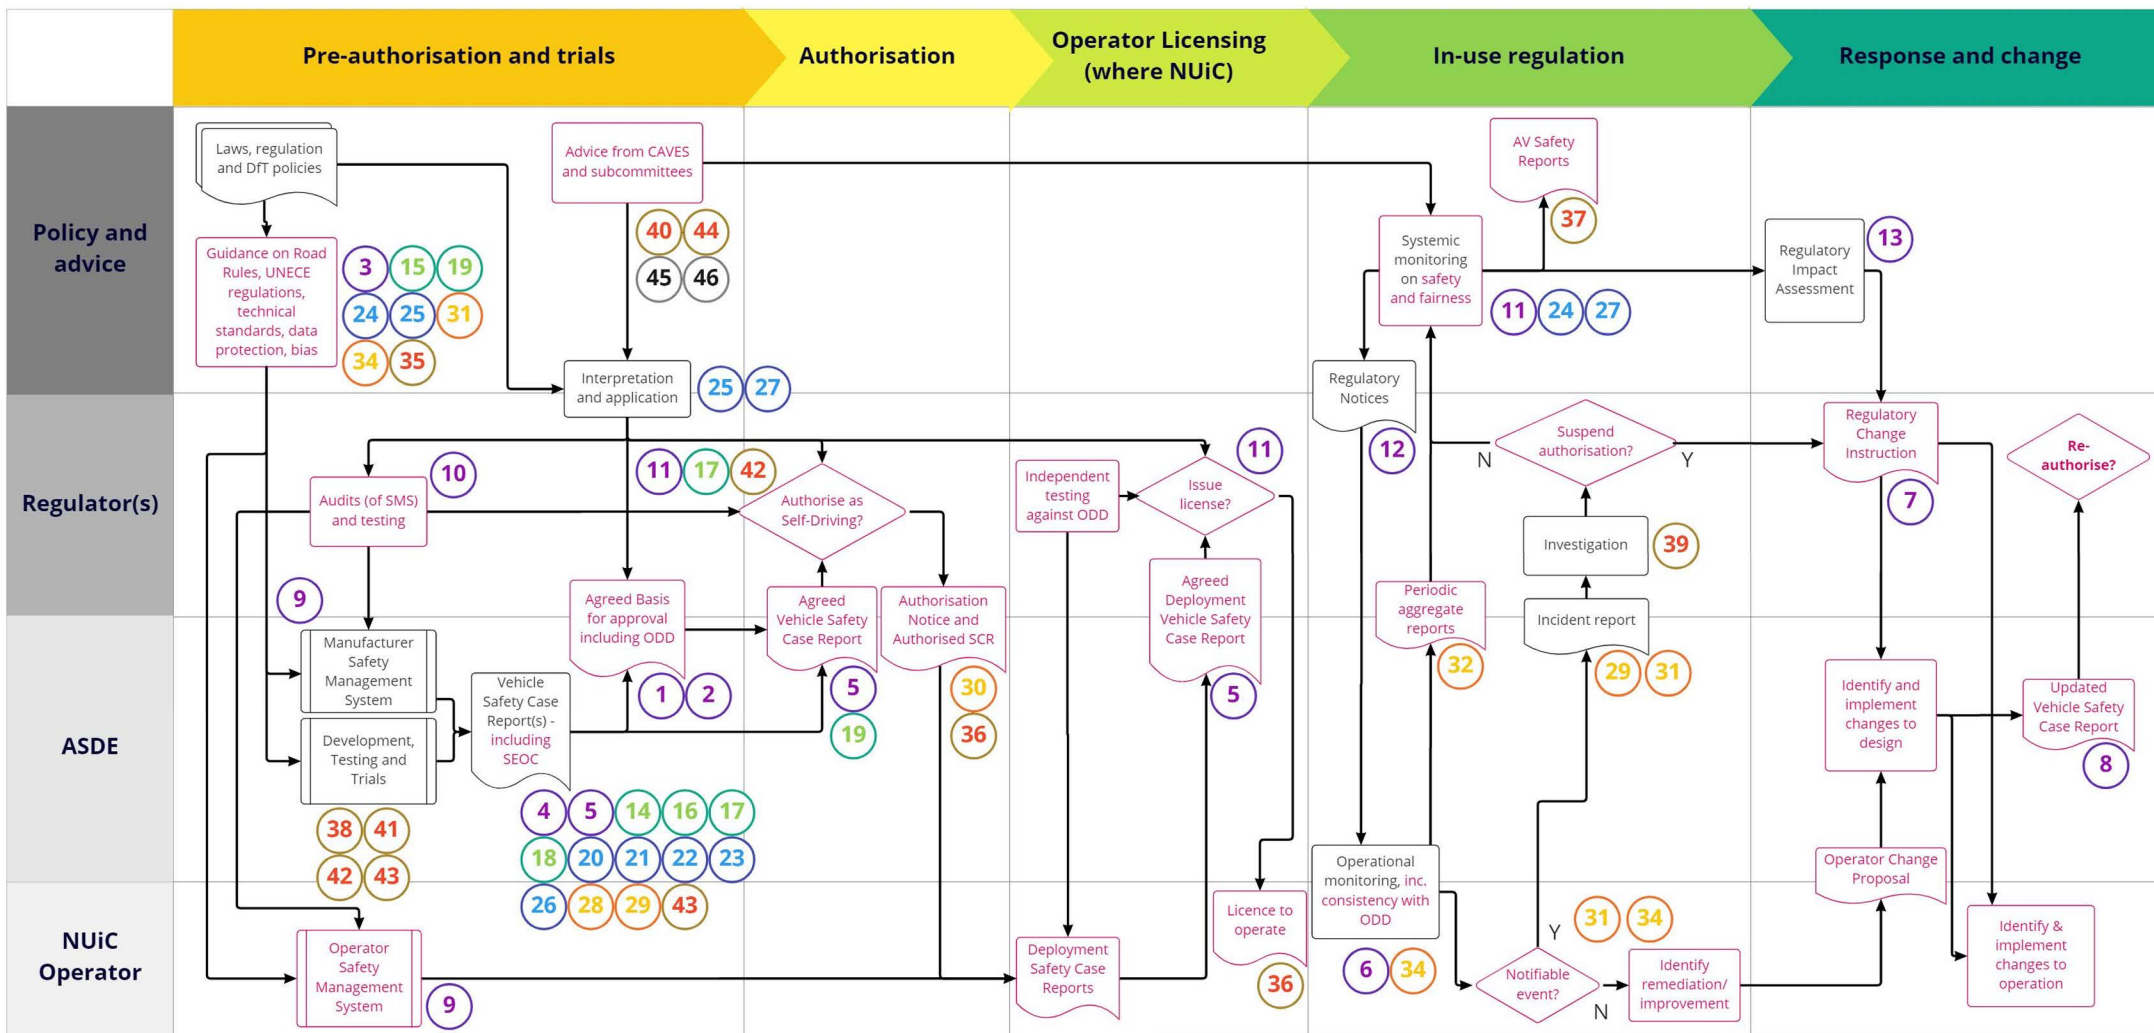 Pre-authorisation and trials
Authorisation
Operator Licensing
(where NUiC)
In-use regulation
Response and change
Policy and
advice
Laws, regulation
and DfT policies
Advice from CAVES
and subcommittees
AV Safety
Reports
37
40 44
45 46
Guidance on Road
Rules, UNECE
regulations,
technical
standards, data
protection, bias
3 15 19
24 25 31
34 35
Systemic
monitoring
on safety
and fairness
11 24 27
Regulatory
Impact
Assessment
13
Interpretation
and application
25 27
Regulatory
Notices
12
Regulator(s)
Audits (of SMS)
and testing
10
11 17 42
Authorise as
Self-Driving?
Independent
testing
against ODD
Issue
license?
11
Suspend
authorisation?
N
Y
Regulatory
Change
Instruction
7
Re-
authorise?
Investigation
39
9
Agreed Basis
for approval
including ODD
1 2
Agreed
Vehicle Safety
Case Report
5
19
Authorisation
Notice and
Authorised SCR
30
36
Agreed
Deployment
Vehicle Safety
Case Report
5
Periodic
aggregate
reports
32
Incident report
29 31
ASDE
Manufacturer
Safety
Management
System
Development,
Testing and
Trials
38 41
42 43
Vehicle
Safety Case
Report(s) -
including
SEOC
4 5 14 16 17
18 20 21 22 23
26 28 29 43
Identify and
implement
changes to
design
Updated
Vehicle Safety
Case Report
8
Operational
monitoring, inc.
consistency with
ODD
6 34
Operator Change
Proposal
NUiC
Operator
Operator
Safety
Management
System
9
Deployment
Safety Case
Reports
Licence to
operate
36
Notifiable
event?
Y
N
31 34
Identify
remediation/
improvement
Identify &
implement
changes to
operation